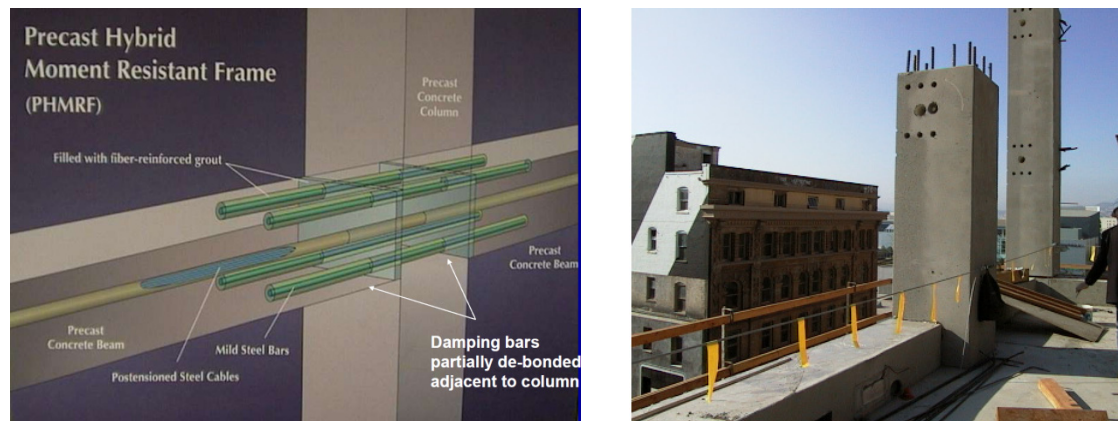 Precast Hybrid
Moment Resistant Frame
(PHMRF)
Precast
Concrete
Column
Filled with fiber-reinforced grout
Precast
Concrete Beam
Precast
Concrete Beam
Mild Steel Bars
Postensioned Steel Cables
Damping bars
partially de-bonded
adjacent to column